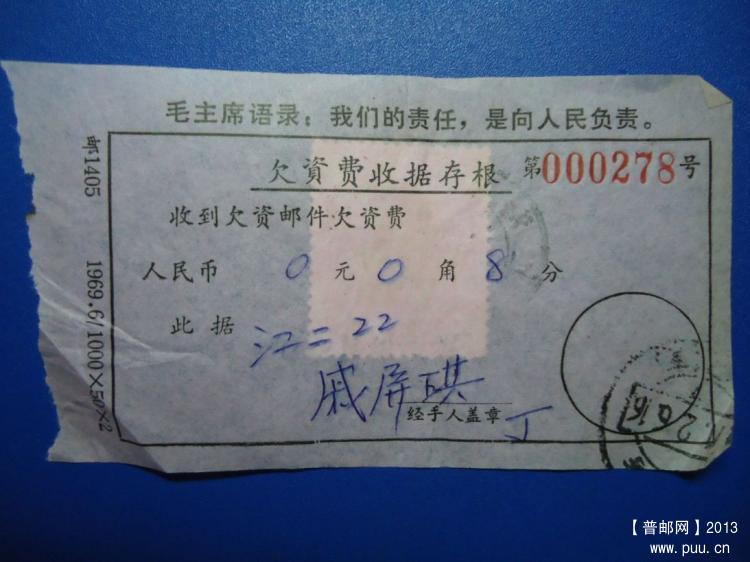 毛主席语录：我们的责任，是向人民负责。
欠資费收据存根 第000278号
收到欠资邮件欠资费
人民币 0 元 0 角 8 分
此据 江二22
戚屏
经手人盖章
邮1405 1969.6/1000×50×2
【普邮网】2013
www.puu.cn